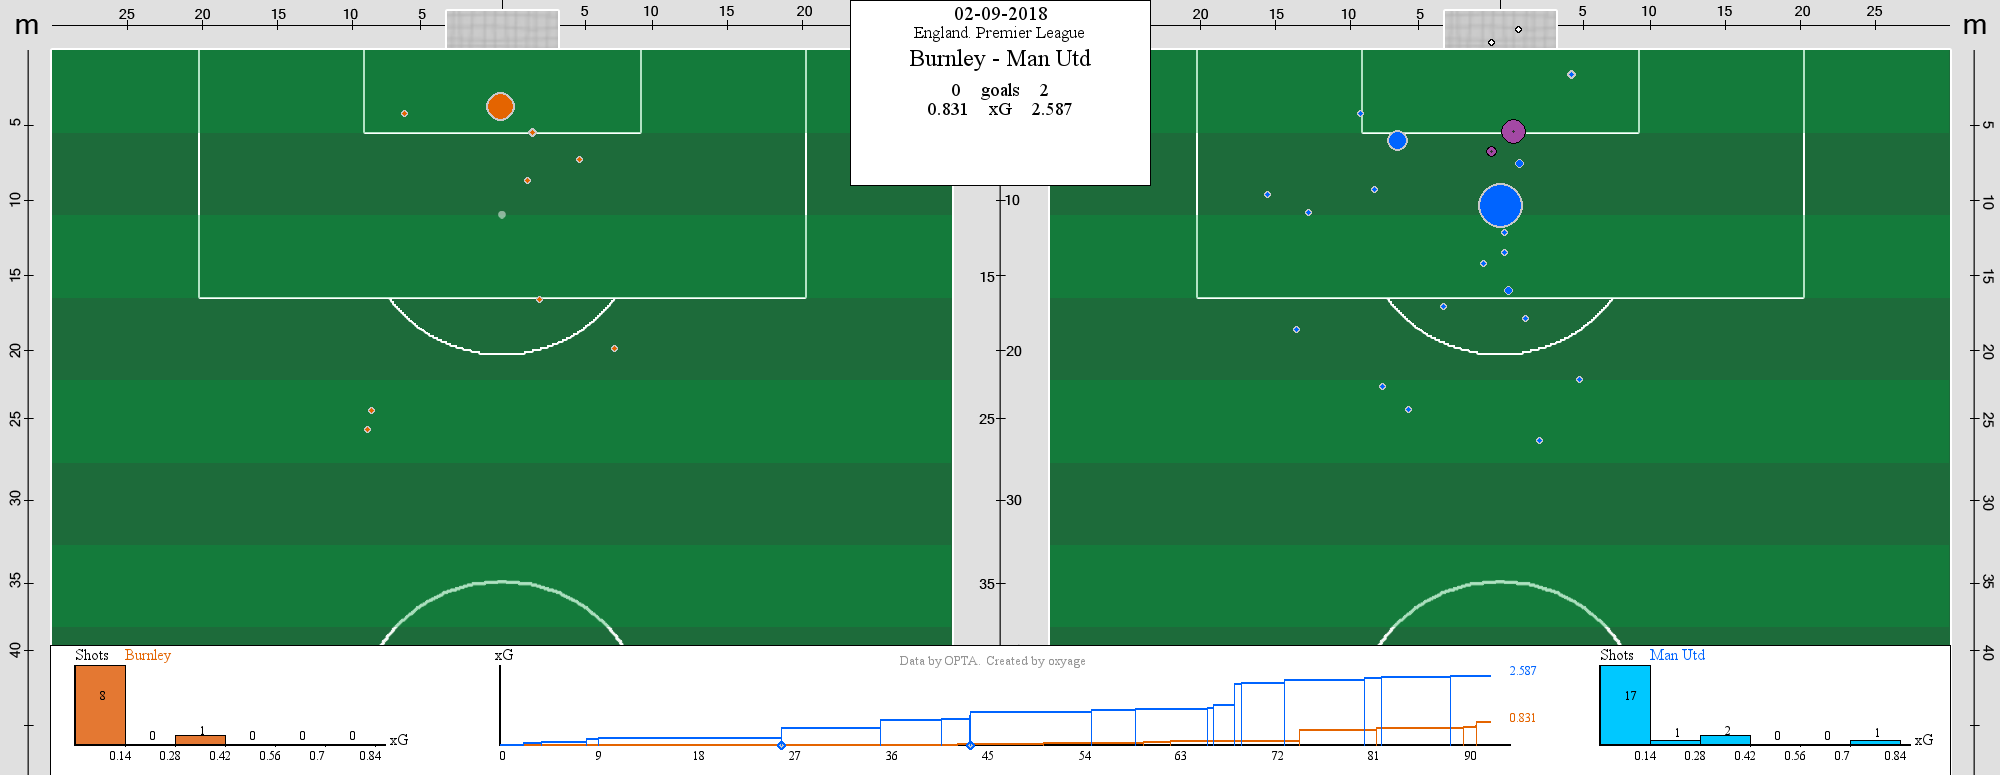 25 20 15 10 5 5 10 15 20
20 15 10 5 5 10 15 20 25
m
m
02-09-2018
England. Premier League
Burnley - Man Utd
0 goals 2
0.831 xG 2.587
5
10
15
20
25
30
35
40
10
15
20
25
30
35
5
10
15
20
25
30
35
40
Shots Burnley
8
0 1 0 0 0
xG
0.14 0.28 0.42 0.56 0.7 0.84
xG
Data by OPTA. Created by oxyage
2.587
0.831
0 9 18 27 36 45 54 63 72 81 90
Shots Man Utd
17
1 2 0 0 1
xG
0.14 0.28 0.42 0.56 0.7 0.84